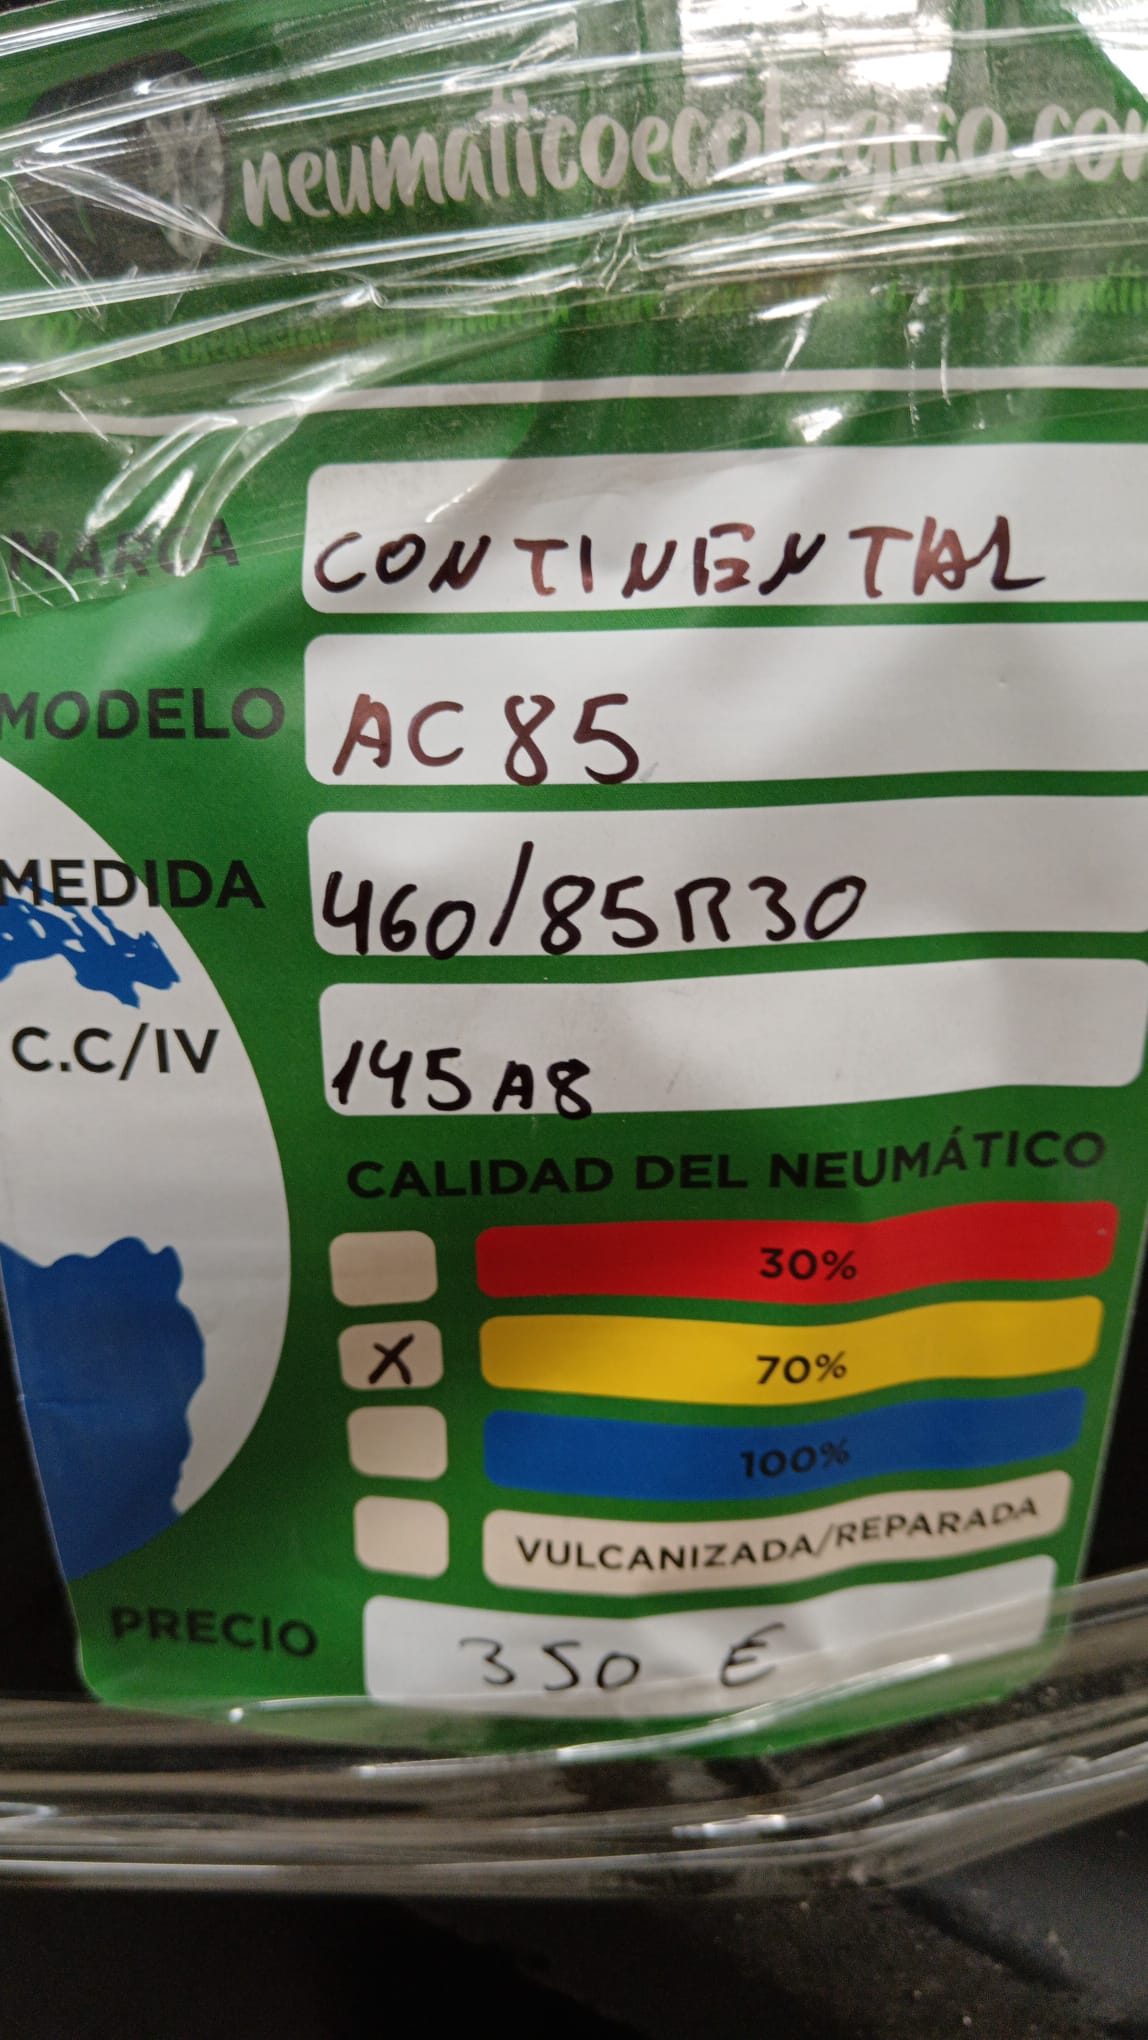 neumaticoecologico.com
MARCA CONTINENTAL
MODELO AC85
MEDIDA 460/85R30
C.C/IV 145A8
CALIDAD DEL NEUMÁTICO
30%
X 70%
100%
VULCANIZADA/REPARADA
PRECIO 350 €